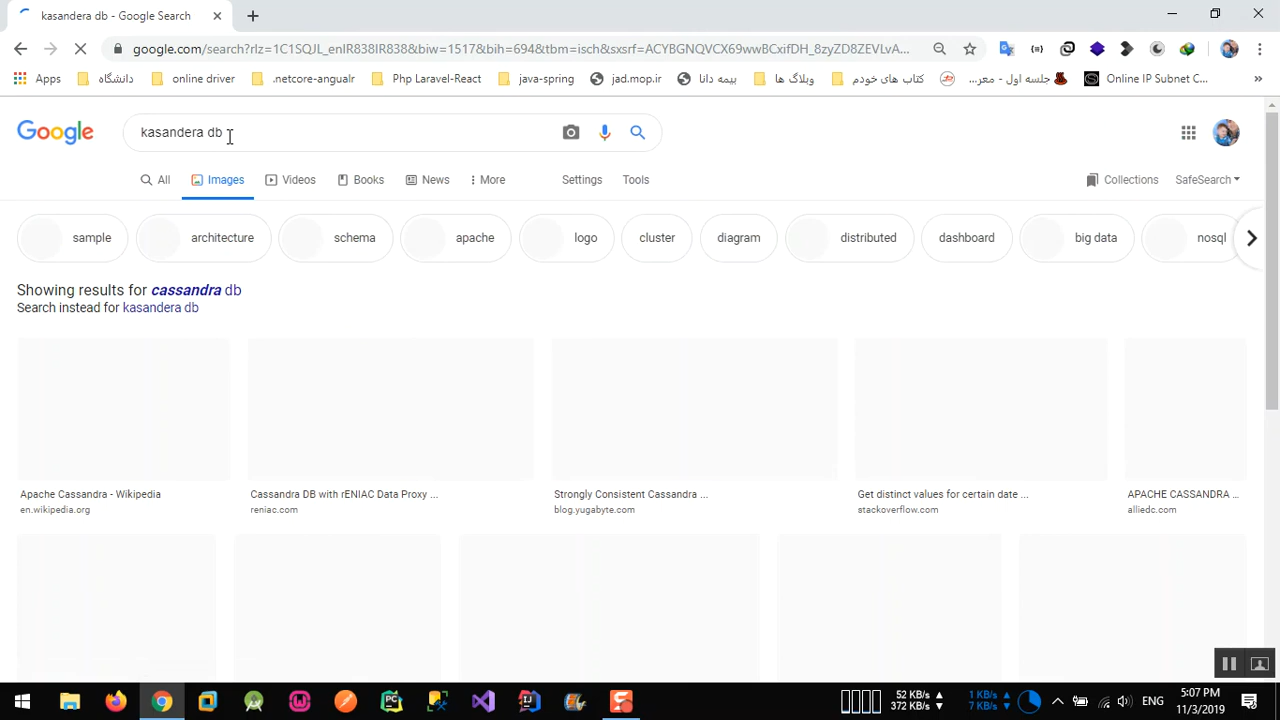 kasandera db - Google Search
google.com/search?rlz=1C1SQJL_enIR838IR838&biw=1517&bih=694&tbm=isch&sxsrf=ACYBGNQVCX69wwBCxifDH_8zyZD8ZEVLvA...
Apps دانشگاه online driver .netcore-angualr Php Laravel-React java-spring jad.mop.ir بیمه دانا وبلاگ ها کتاب های خودم جلسه اول - معر... Online IP Subnet C... »
Google kasandera db
All Images Videos Books News More Settings Tools Collections SafeSearch
sample architecture schema apache logo cluster diagram distributed dashboard big data nosql
Showing results for cassandra db
Search instead for kasandera db
Apache Cassandra - Wikipedia Cassandra DB with rENIAC Data Proxy ... Strongly Consistent Cassandra ... Get distinct values for certain date ... APACHE CASSANDRA ...
en.wikipedia.org reniac.com blog.yugabyte.com stackoverflow.com alliedc.com
52 KB/s 1 KB/s ENG 5:07 PM
372 KB/s 7 KB/s 11/3/2019